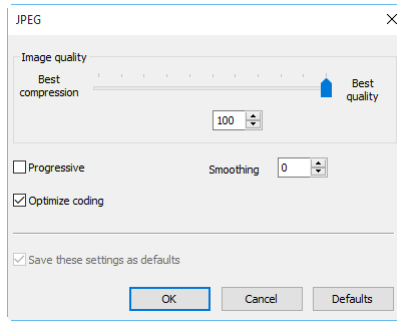 JPEG
Image quality
Best
compression
Best
quality
100
Progressive
Smoothing 0
Optimize coding
Save these settings as defaults
OK Cancel Defaults